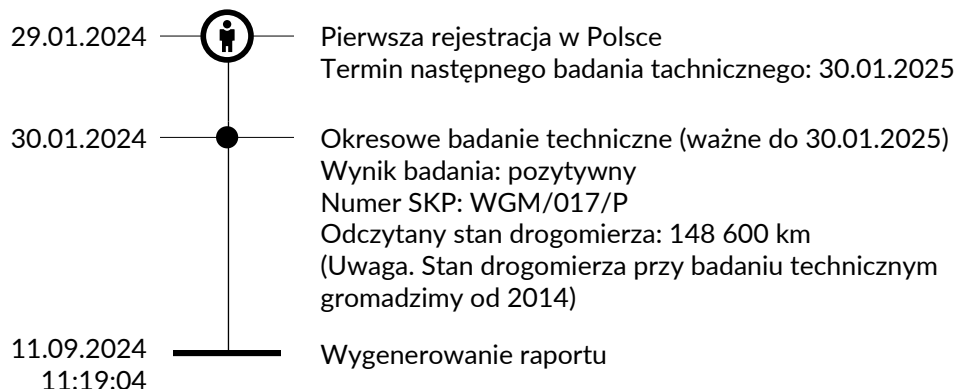 29.01.2024 Pierwsza rejestracja w Polsce
Termin następnego badania tachnicznego: 30.01.2025
30.01.2024 Okresowe badanie techniczne (ważne do 30.01.2025)
Wynik badania: pozytywny
Numer SKP: WGM/017/P
Odczytany stan drogomierza: 148 600 km
(Uwaga. Stan drogomierza przy badaniu technicznym
gromadzimy od 2014)
11.09.2024 Wygenerowanie raportu
11:19:04